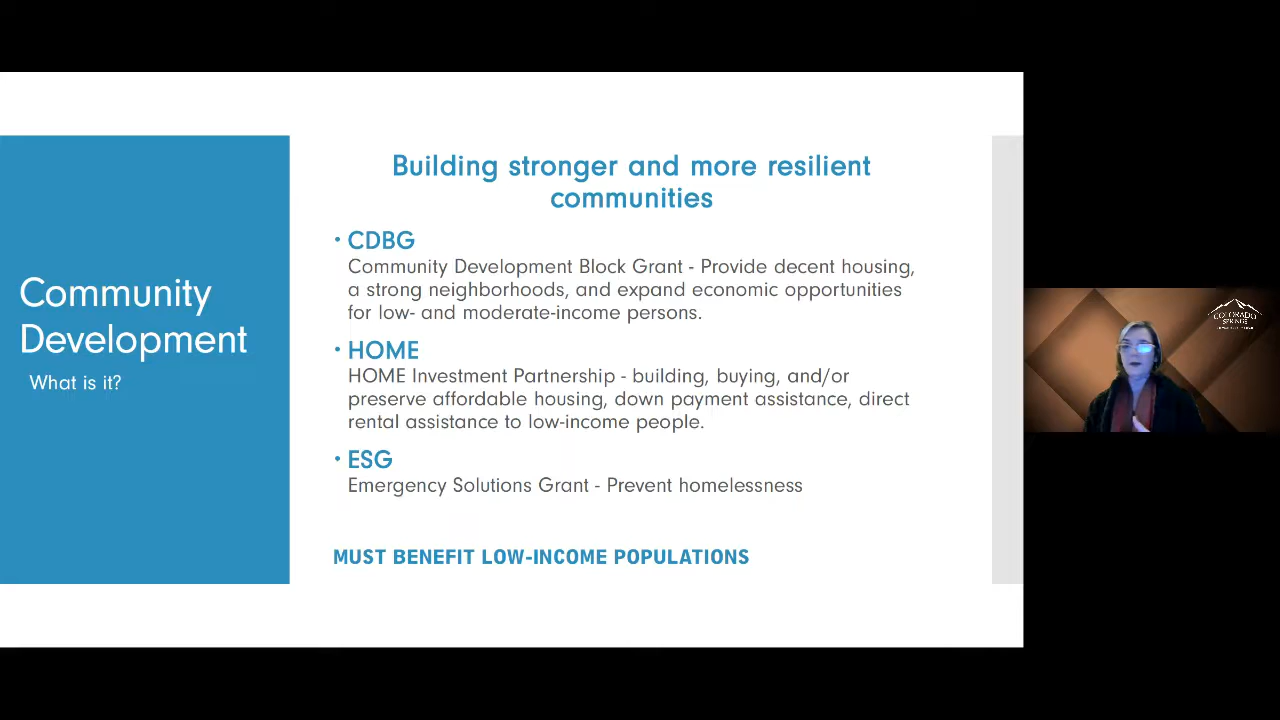 Community
Development
What is it?
Building stronger and more resilient
communities
• CDBG
Community Development Block Grant - Provide decent housing,
a strong neighborhoods, and expand economic opportunities
for low- and moderate-income persons.
• HOME
HOME Investment Partnership - building, buying, and/or
preserve affordable housing, down payment assistance, direct
rental assistance to low-income people.
• ESG
Emergency Solutions Grant - Prevent homelessness
MUST BENEFIT LOW-INCOME POPULATIONS
COLORADO
SPRINGS